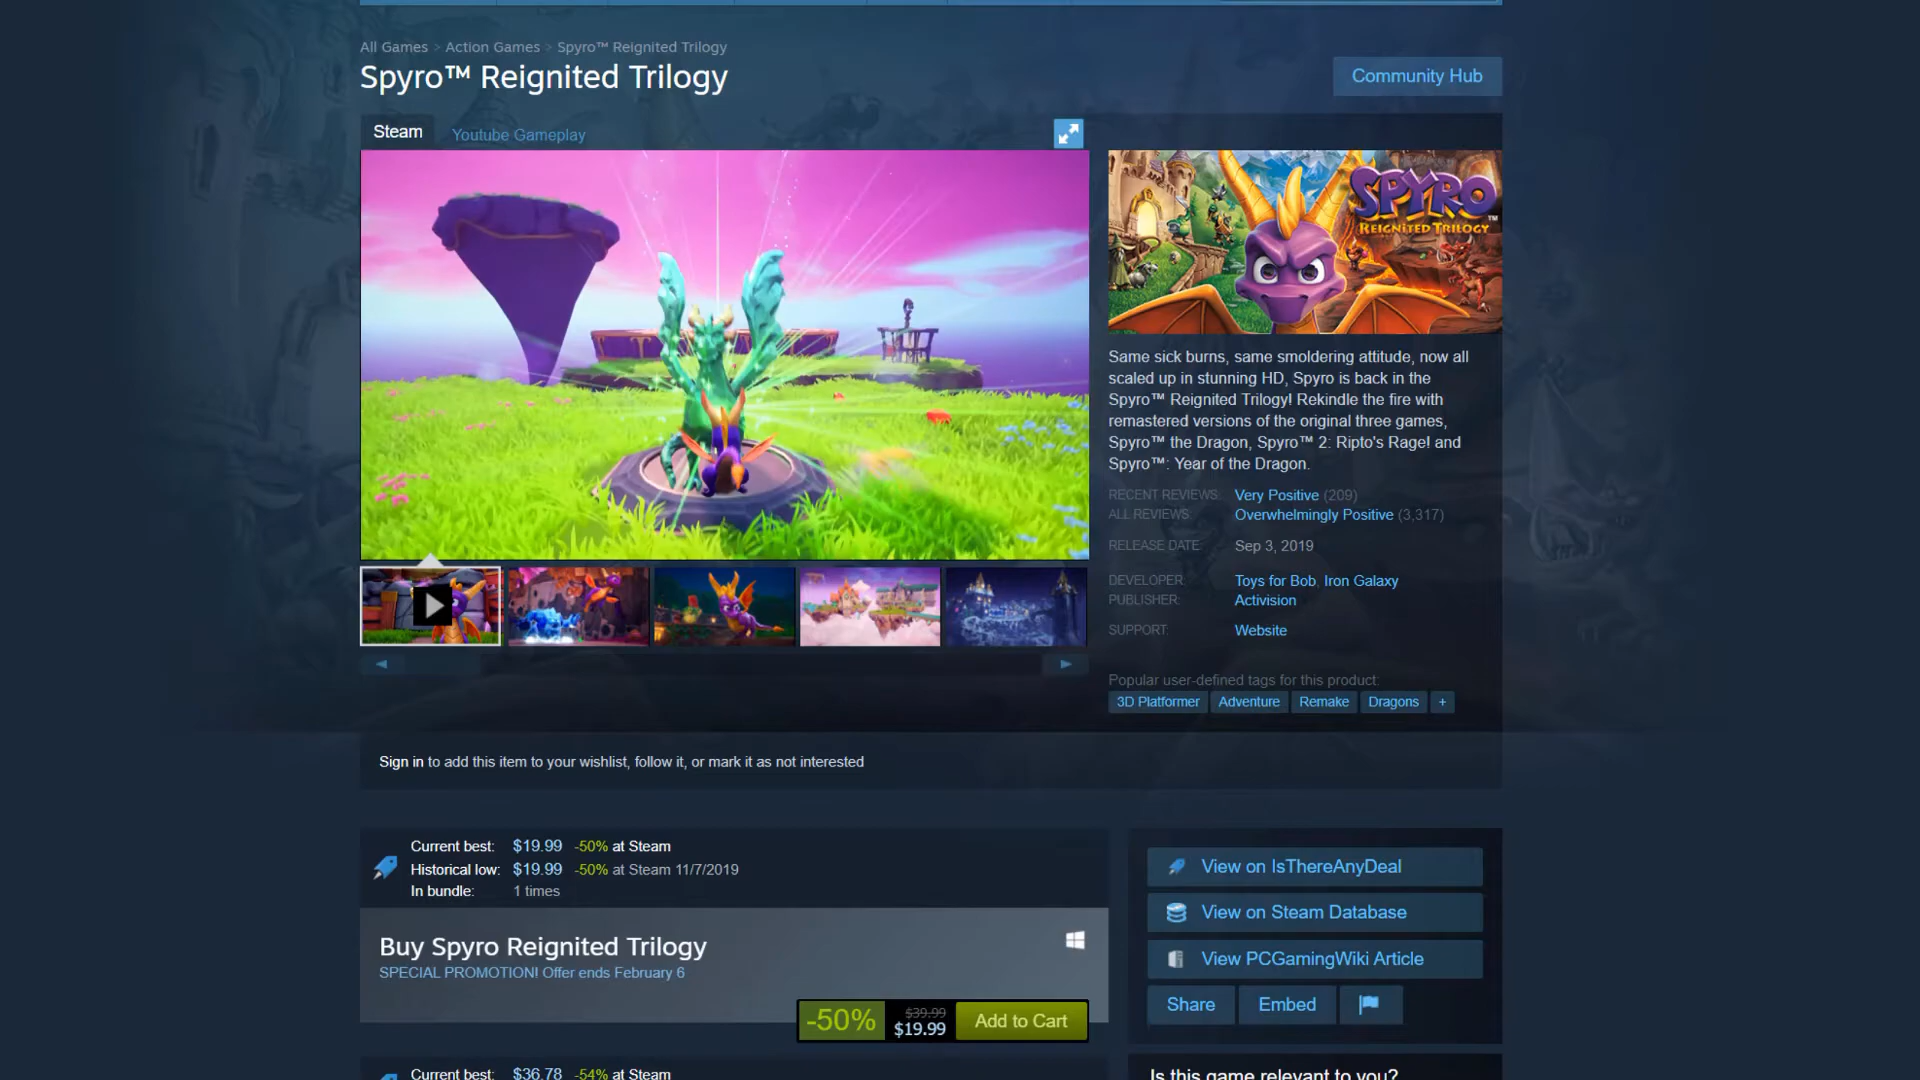 All Games > Action Games > Spyro™ Reignited Trilogy
Spyro™ Reignited Trilogy
Community Hub
Steam
Youtube Gameplay
SPYRO™
REIGNITED TRILOGY
Same sick burns, same smoldering attitude, now all
scaled up in stunning HD, Spyro is back in the
Spyro™ Reignited Trilogy! Rekindle the fire with
remastered versions of the original three games,
Spyro™ the Dragon, Spyro™ 2: Ripto's Rage! and
Spyro™: Year of the Dragon.
RECENT REVIEWS: Very Positive (209)
ALL REVIEWS: Overwhelmingly Positive (3,317)
RELEASE DATE: Sep 3, 2019
DEVELOPER: Toys for Bob, Iron Galaxy
PUBLISHER: Activision
SUPPORT: Website
Popular user-defined tags for this product:
3D Platformer Adventure Remake Dragons +
Sign in to add this item to your wishlist, follow it, or mark it as not interested
Current best: $19.99 -50% at Steam
Historical low: $19.99 -50% at Steam 11/7/2019
In bundle: 1 times
Buy Spyro Reignited Trilogy
SPECIAL PROMOTION! Offer ends February 6
-50%
$39.99
$19.99
Add to Cart
View on IsThereAnyDeal
View on Steam Database
View PCGamingWiki Article
Share Embed
Current best: $36.78 -54% at Steam
Is this game relevant to you?